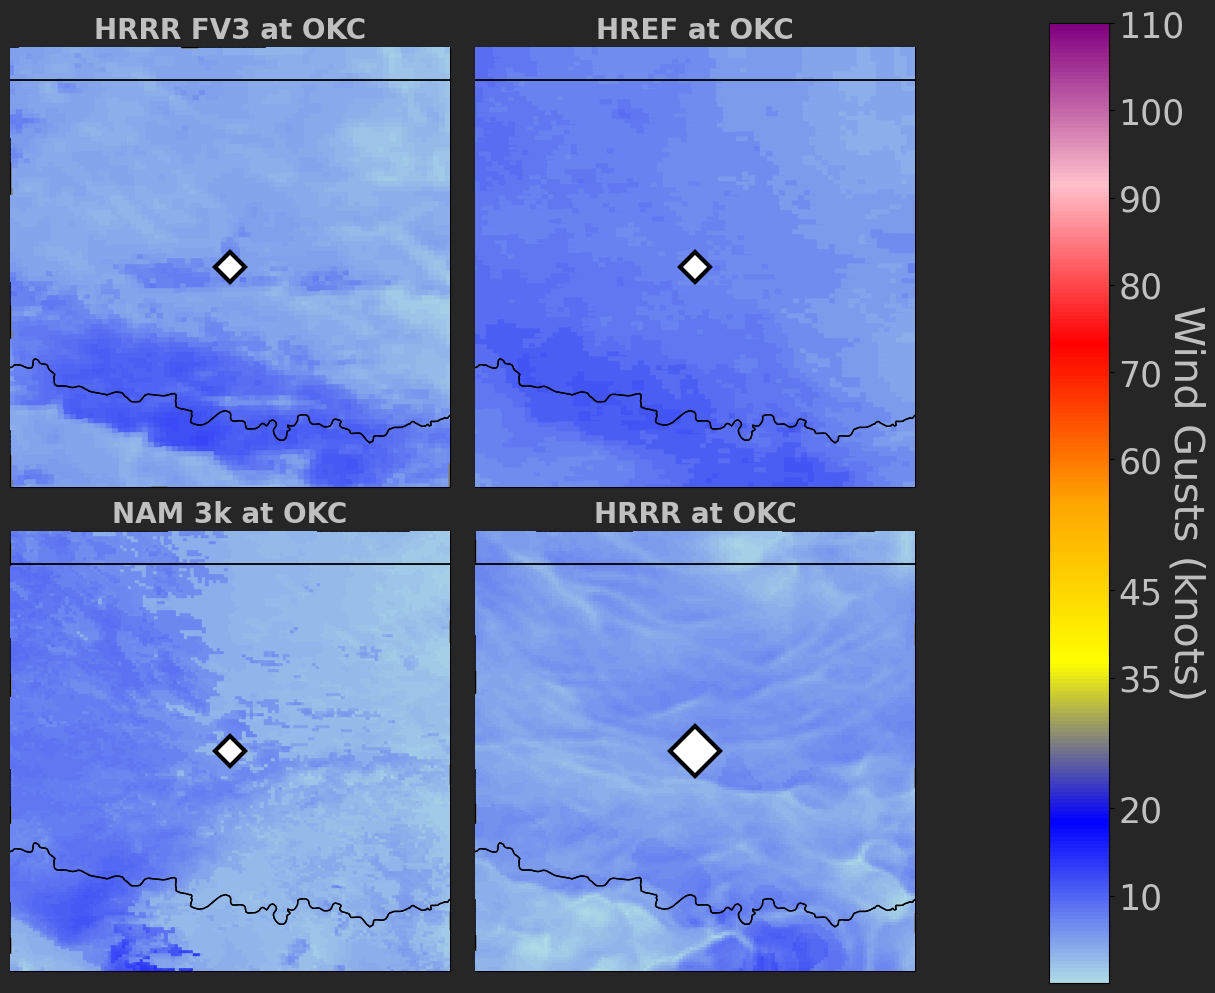 HRRR FV3 at OKC
HREF at OKC
NAM 3k at OKC
HRRR at OKC
110
100
90
80
70
60
45
35
20
10
Wind Gusts (knots)